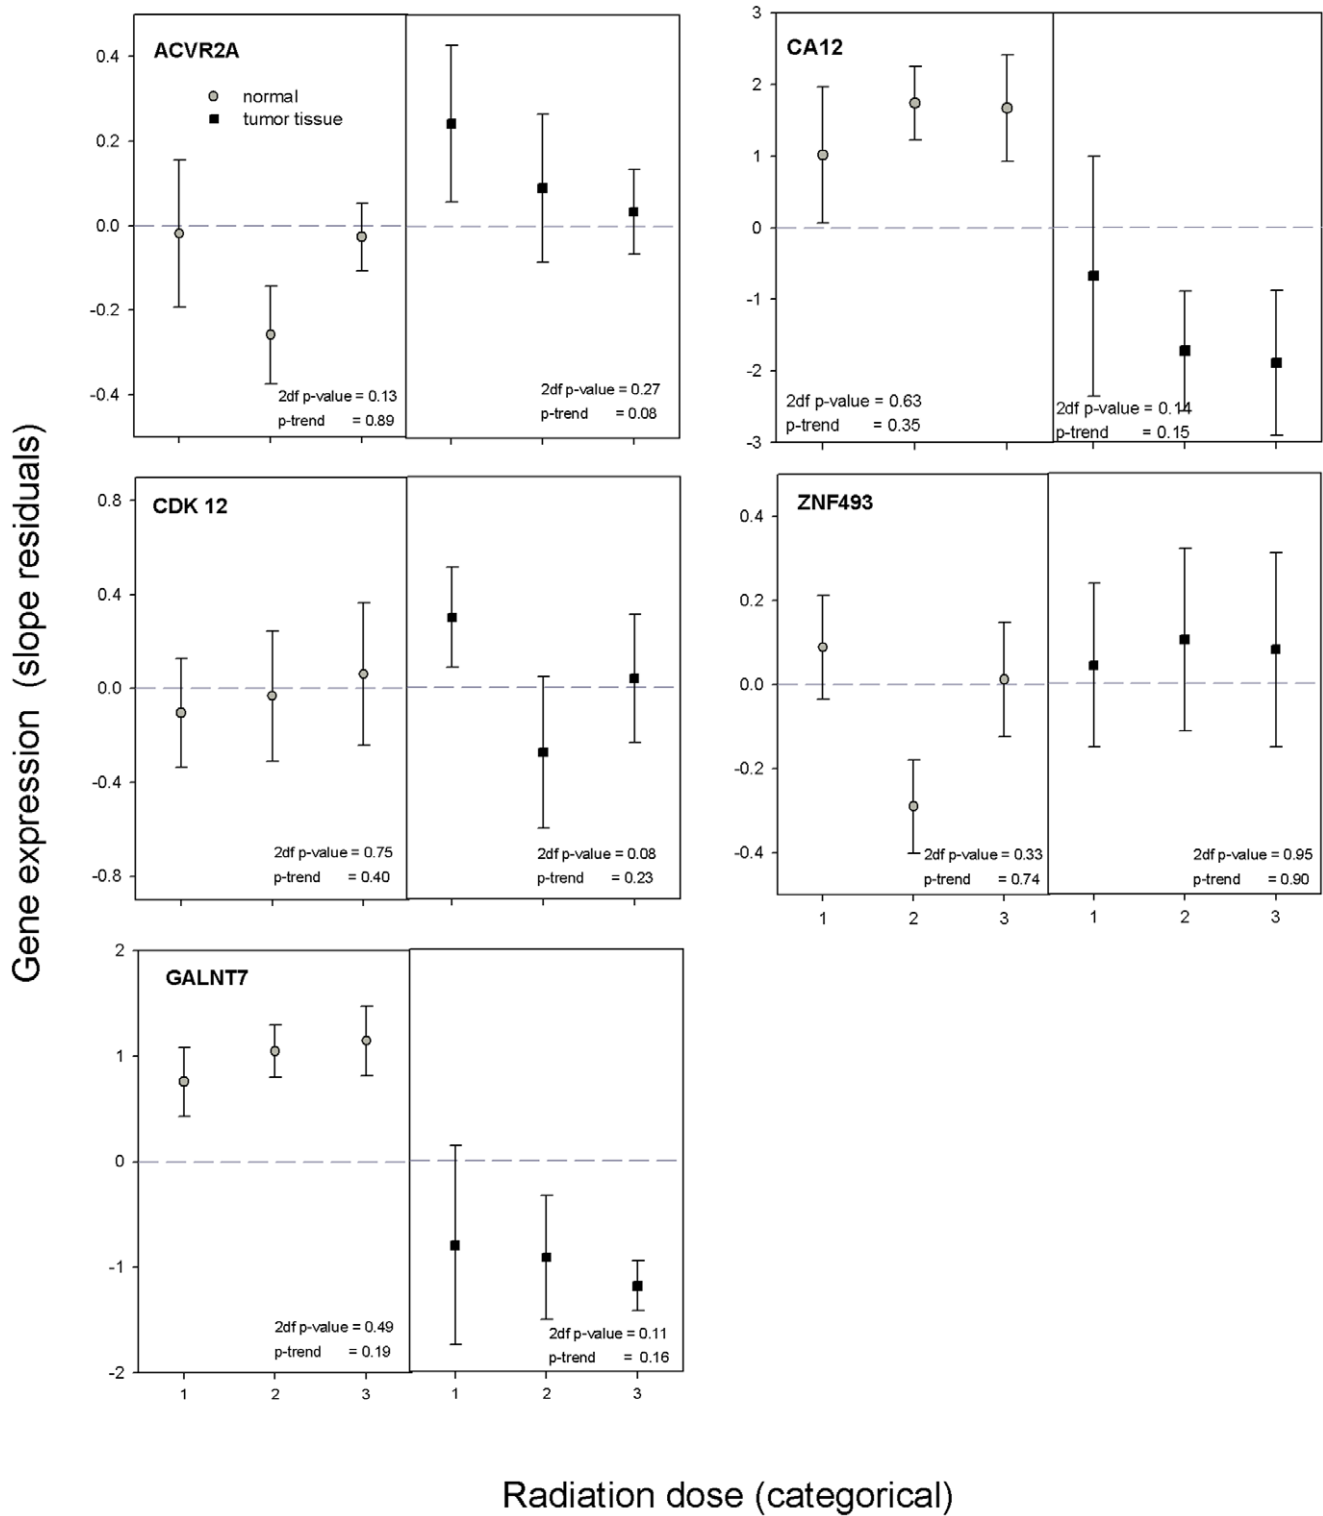 Gene expression (slope residuals)
ACVR2A
normal
tumor tissue
0.4
0.2
0.0
-0.2
-0.4
2df p-value = 0.13
p-trend = 0.89
2df p-value = 0.27
p-trend = 0.08
CA12
3
2
1
0
-1
-2
-3
2df p-value = 0.63
p-trend = 0.35
2df p-value = 0.14
p-trend = 0.15
CDK 12
0.8
0.4
0.0
-0.4
-0.8
2df p-value = 0.75
p-trend = 0.40
2df p-value = 0.08
p-trend = 0.23
ZNF493
0.4
0.2
0.0
-0.2
-0.4
2df p-value = 0.33
p-trend = 0.74
2df p-value = 0.95
p-trend = 0.90
1 2 3 1 2 3
GALNT7
2
1
0
-1
-2
2df p-value = 0.49
p-trend = 0.19
2df p-value = 0.11
p-trend = 0.16
1 2 3 1 2 3
Radiation dose (categorical)